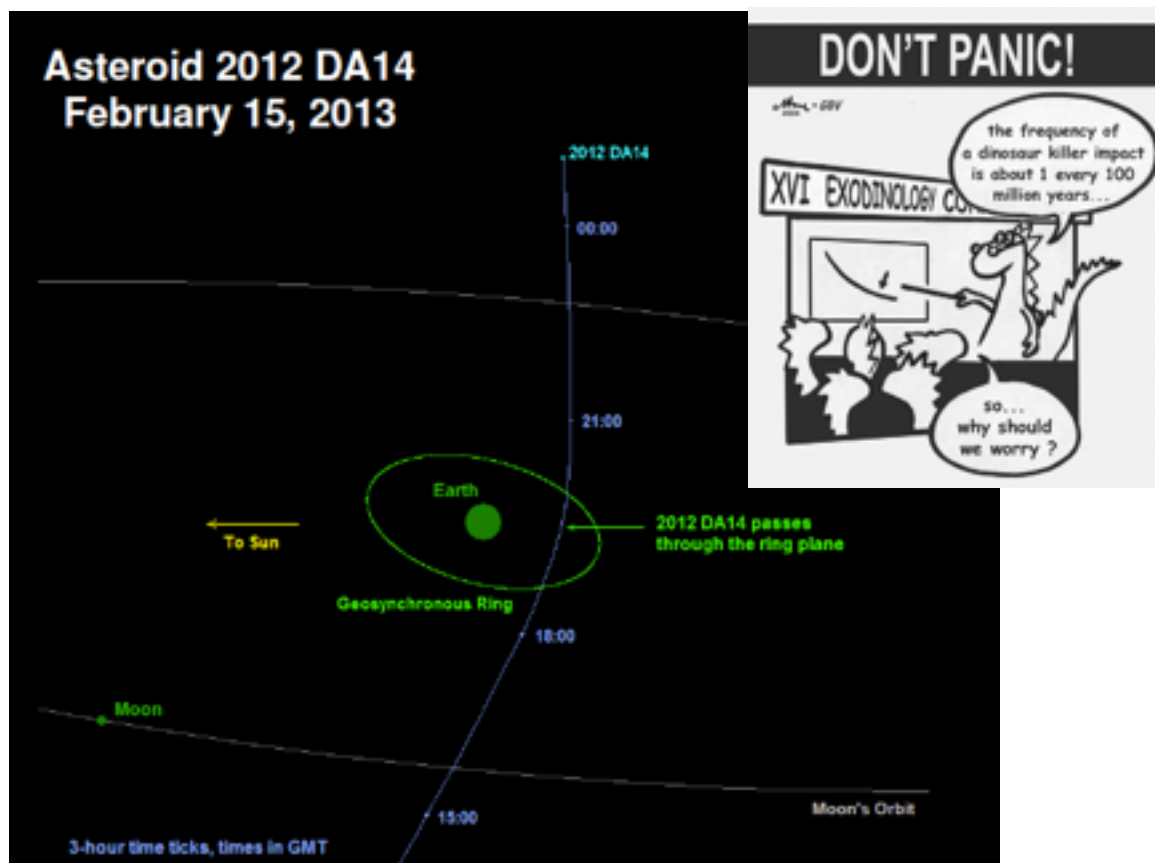 Asteroid 2012 DA14
February 15, 2013
2012 DA14
00:00
21:00
Earth
To Sun
2012 DA14 passes
through the ring plane
Geosynchronous Ring
18:00
Moon
Moon's Orbit
15:00
3-hour time ticks, times in GMT
DON'T PANIC!
the frequency of
a dinosaur killer impact
is about 1 every 100
million years...
XVI EXODINOLOGY
so...
why should
we worry ?